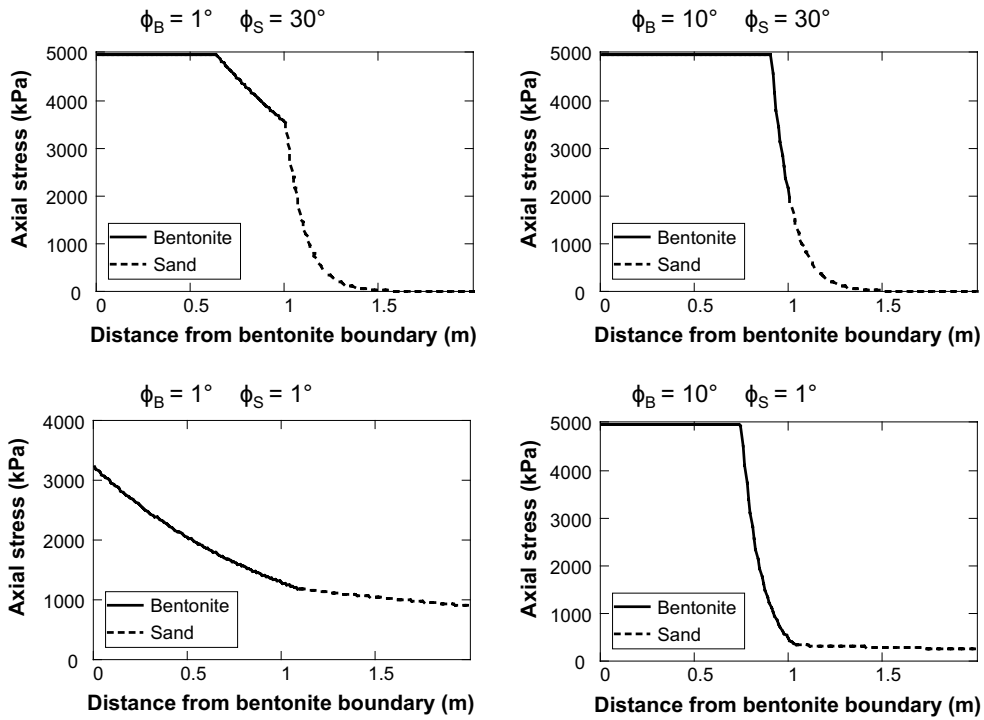 ϕB = 1° ϕS = 30°
Axial stress (kPa)
5000
4000
3000
2000
1000
0
Bentonite
Sand
0 0.5 1 1.5
Distance from bentonite boundary (m)
ϕB = 10° ϕS = 30°
Axial stress (kPa)
5000
4000
3000
2000
1000
0
Bentonite
Sand
0 0.5 1 1.5
Distance from bentonite boundary (m)
ϕB = 1° ϕS = 1°
Axial stress (kPa)
4000
3000
2000
1000
0
Bentonite
Sand
0 0.5 1 1.5
Distance from bentonite boundary (m)
ϕB = 10° ϕS = 1°
Axial stress (kPa)
5000
4000
3000
2000
1000
0
Bentonite
Sand
0 0.5 1 1.5
Distance from bentonite boundary (m)